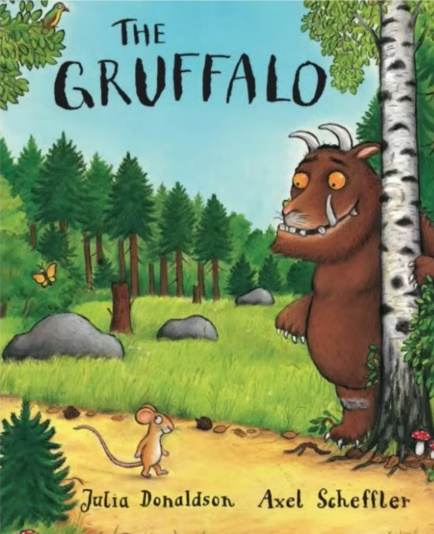 THE
GRUFFALO
Julia Donaldson Axel Scheffler